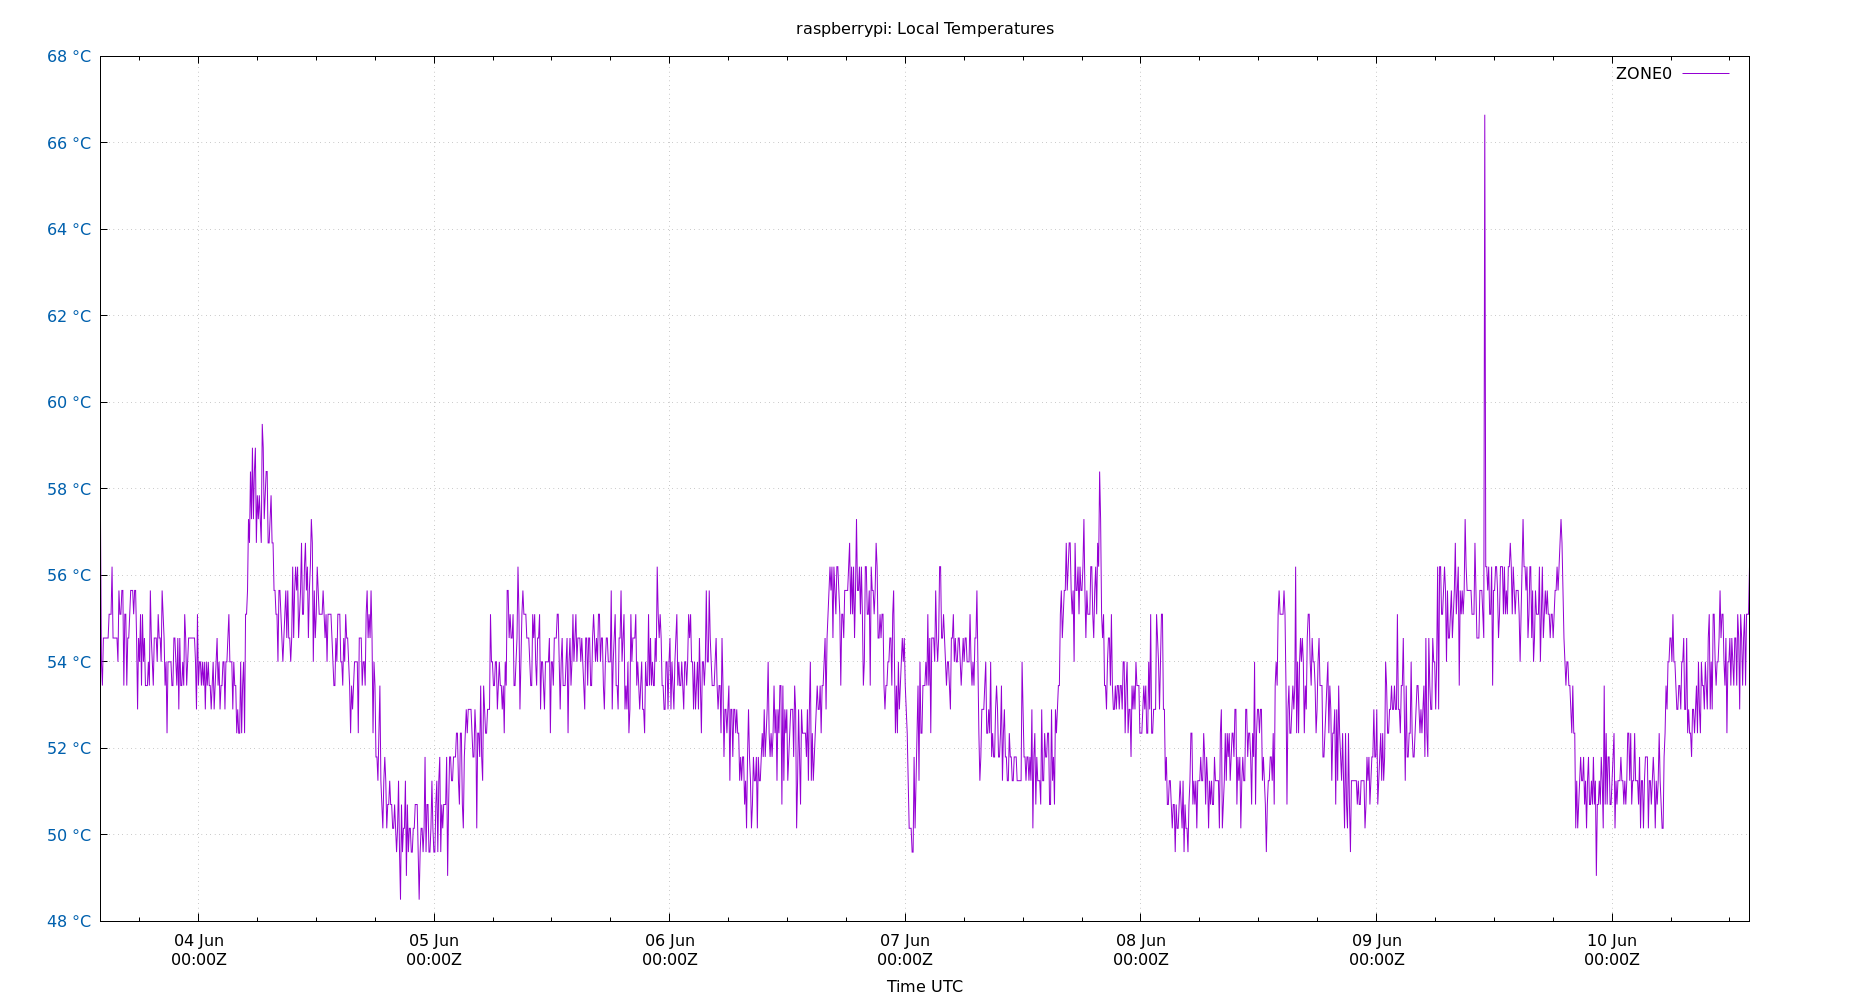 raspberrypi: Local Temperatures
68 °C
ZONE0
66 °C
64 °C
62 °C
60 °C
58 °C
56 °C
54 °C
52 °C
50 °C
48 °C
04 Jun 05 Jun 06 Jun 07 Jun 08 Jun 09 Jun 10 Jun
00:00Z 00:00Z 00:00Z 00:00Z 00:00Z 00:00Z 00:00Z
Time UTC